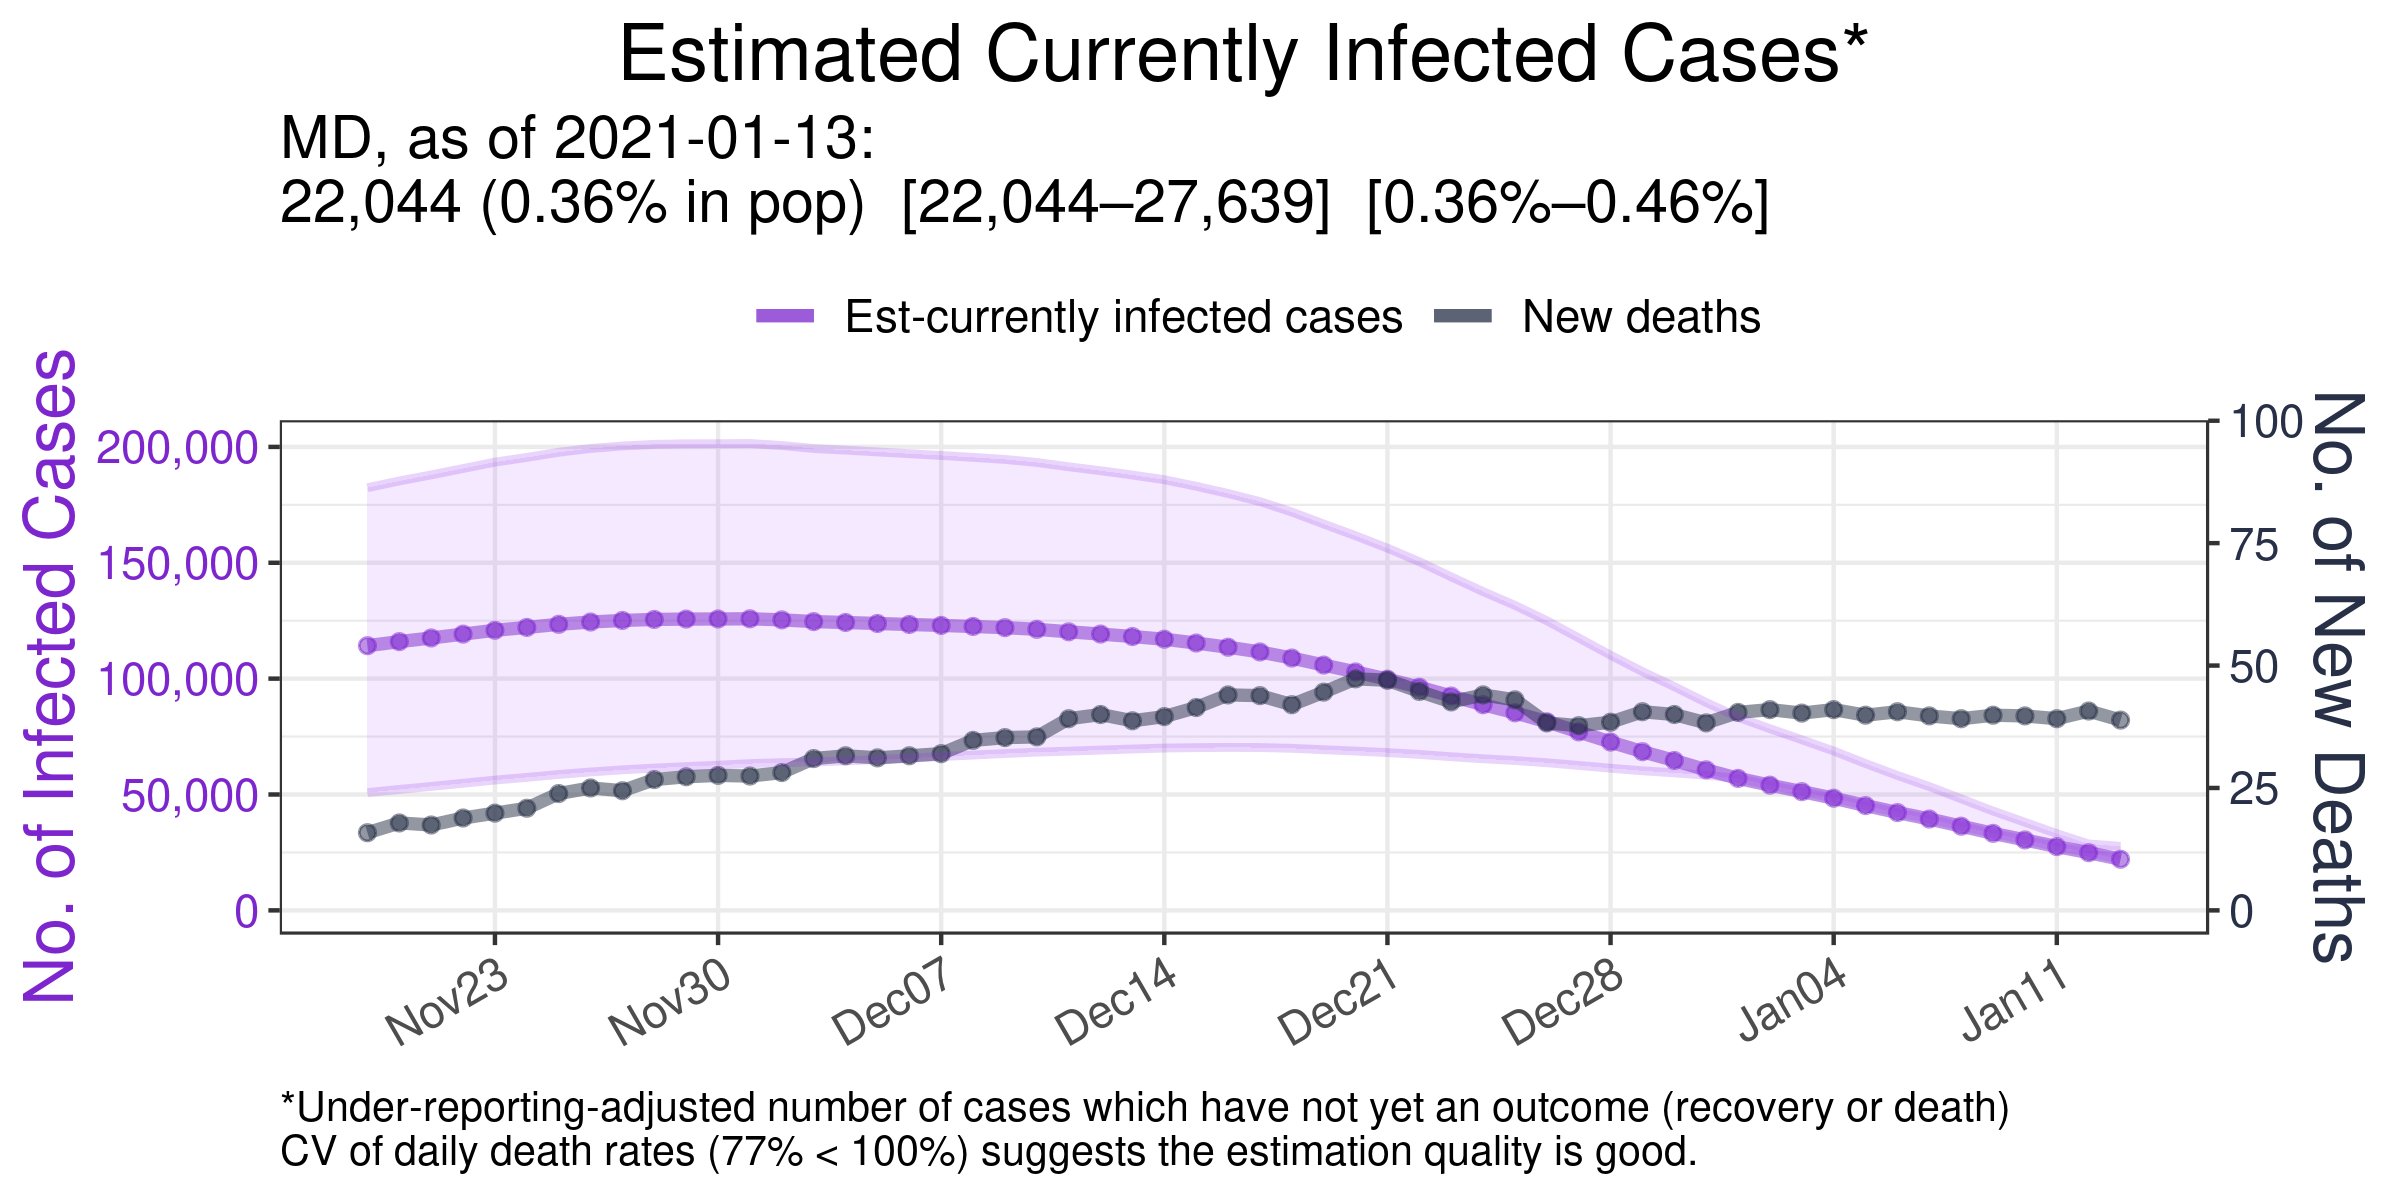 Estimated Currently Infected Cases*
MD, as of 2021-01-13:
22,044 (0.36% in pop)  [22,044–27,639]  [0.36%–0.46%]
Est-currently infected cases
New deaths
No. of Infected Cases
200,000
150,000
100,000
50,000
0
100
75
50
25
0
No. of New Deaths
Nov23
Nov30
Dec07
Dec14
Dec21
Dec28
Jan04
Jan11
*Under-reporting-adjusted number of cases which have not yet an outcome (recovery or death)
CV of daily death rates (77% < 100%) suggests the estimation quality is good.